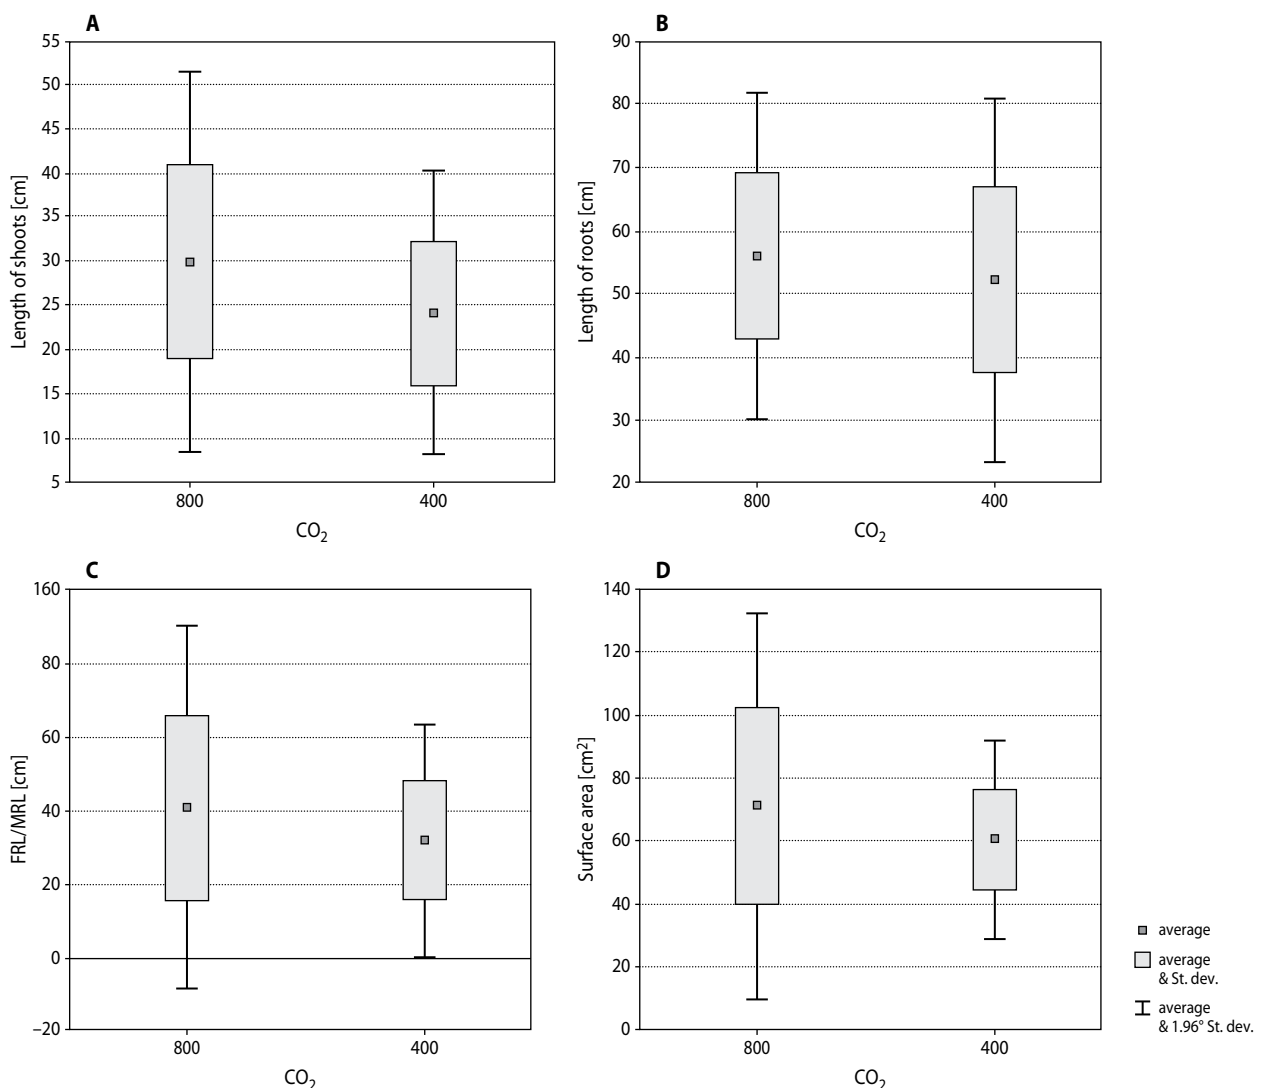 A
55
50
45
40
35
30
25
20
15
10
5
Length of shoots [cm]
800
400
CO₂
B
90
80
70
60
50
40
30
20
Length of roots [cm]
800
400
CO₂
C
160
80
60
40
20
0
–20
FRL/MRL [cm]
800
400
CO₂
D
140
120
100
80
60
40
20
0
Surface area [cm²]
800
400
CO₂
average
average
& St. dev.
average
& 1.96° St. dev.